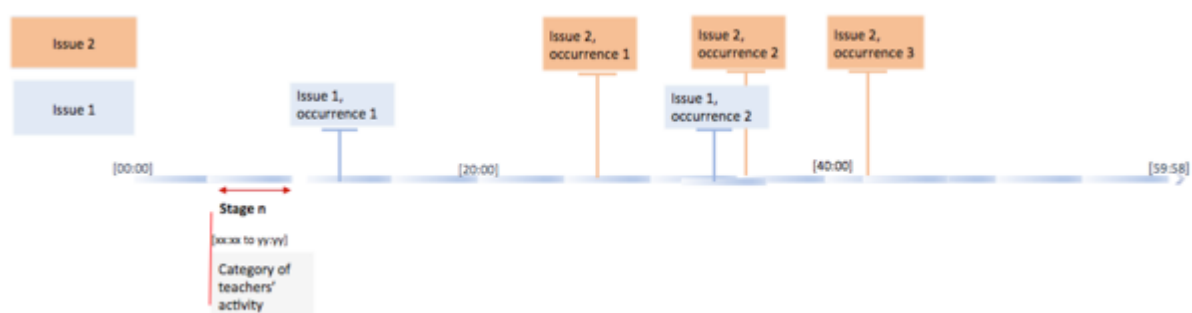 Issue 2
Issue 2,
occurrence 1
Issue 2,
occurrence 2
Issue 2,
occurrence 3
Issue 1
Issue 1,
occurrence 1
Issue 1,
occurrence 2
[00:00]
[20:00]
[40:00]
[59:58]
Stage n
[xx:xx to yy:yy]
Category of
teachers'
activity